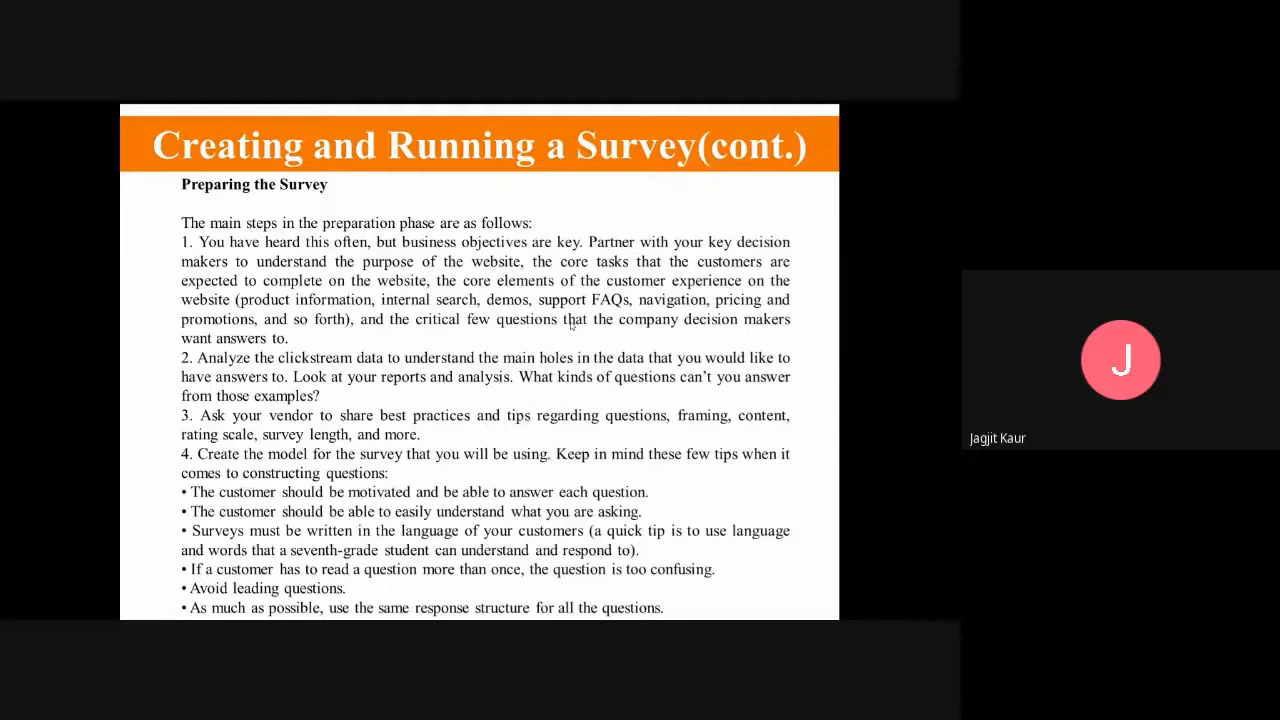 Creating and Running a Survey(cont.)
Preparing the Survey
The main steps in the preparation phase are as follows:
1. You have heard this often, but business objectives are key. Partner with your key decision
makers to understand the purpose of the website, the core tasks that the customers are
expected to complete on the website, the core elements of the customer experience on the
website (product information, internal search, demos, support FAQs, navigation, pricing and
promotions, and so forth), and the critical few questions that the company decision makers
want answers to.
2. Analyze the clickstream data to understand the main holes in the data that you would like to
have answers to. Look at your reports and analysis. What kinds of questions can’t you answer
from those examples?
3. Ask your vendor to share best practices and tips regarding questions, framing, content,
rating scale, survey length, and more.
4. Create the model for the survey that you will be using. Keep in mind these few tips when it
comes to constructing questions:
• The customer should be motivated and be able to answer each question.
• The customer should be able to easily understand what you are asking.
• Surveys must be written in the language of your customers (a quick tip is to use language
and words that a seventh-grade student can understand and respond to).
• If a customer has to read a question more than once, the question is too confusing.
• Avoid leading questions.
• As much as possible, use the same response structure for all the questions.
J
Jagjit Kaur